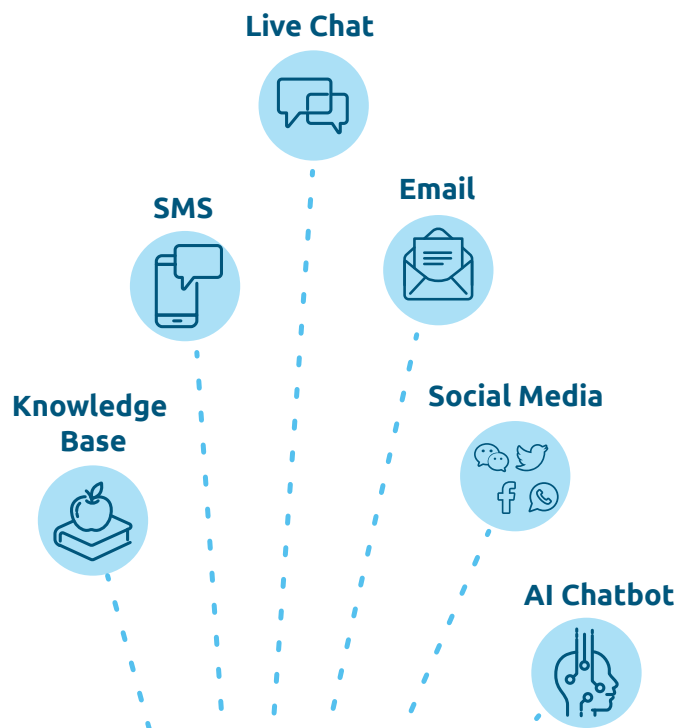 Live Chat
Email
SMS
Knowledge
Base
Social Media
AI Chatbot